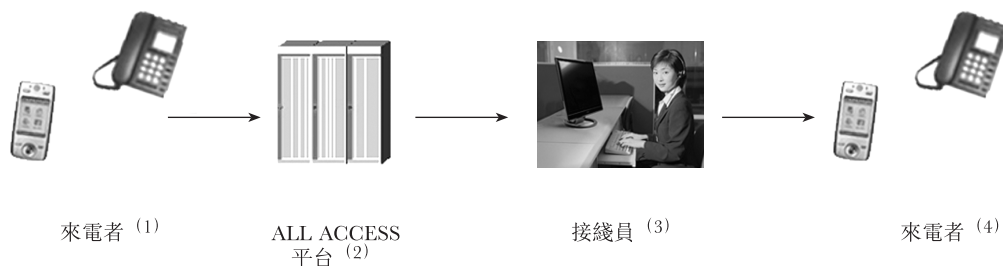 來電者 (1)
ALL ACCESS
平台 (2)
接綫員 (3)
來電者 (4)